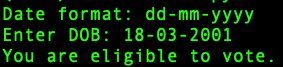 Date format: dd-mm-yyyy
Enter DOB: 18-03-2001
You are eligible to vote.